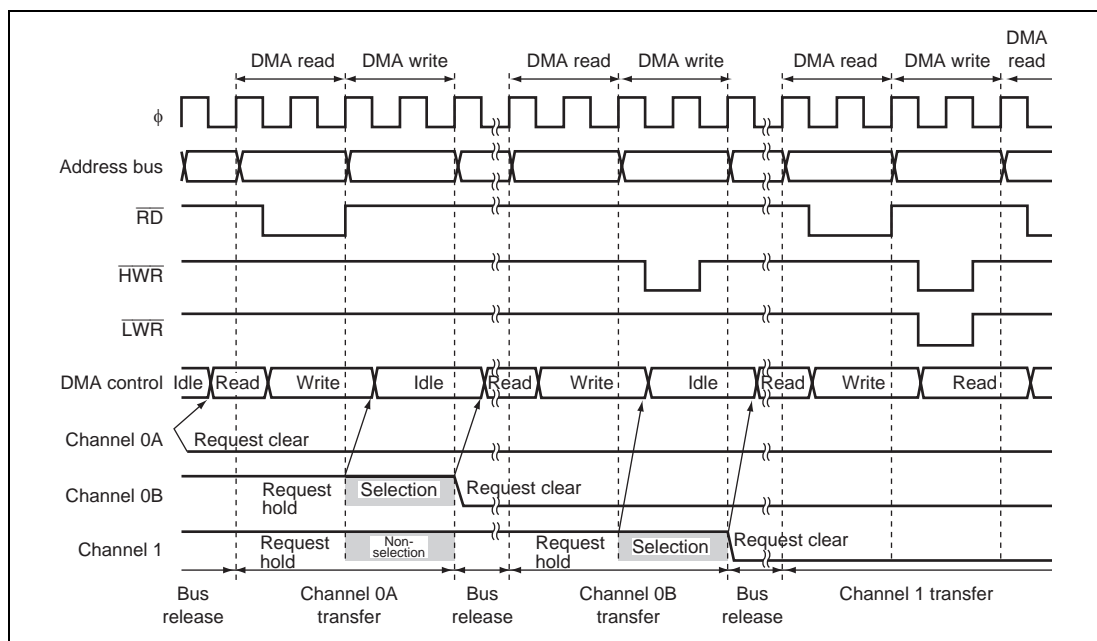 DMA read
DMA write
DMA read
DMA write
DMA read
DMA write
DMA
read
φ
Address bus
RD
HWR
LWR
DMA control
Idle
Read
Write
Idle
Read
Write
Idle
Read
Write
Read
Channel 0A
Request clear
Channel 0B
Request
hold
Selection
Request clear
Channel 1
Request
hold
Non-
selection
Request
hold
Selection
Request clear
Bus
release
Channel 0A
transfer
Bus
release
Channel 0B
transfer
Bus
release
Channel 1 transfer